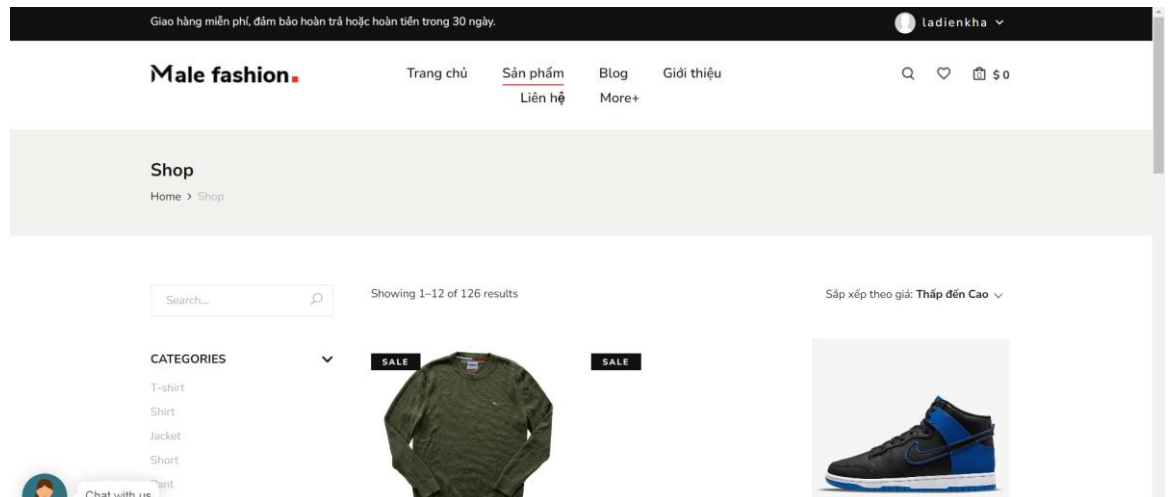 Giao hàng miễn phí, đảm bảo hoàn trả hoặc hoàn tiền trong 30 ngày.
ladienkha
Male fashion.
Trang chủ Sản phẩm Blog Giới thiệu
Liên hệ More+
0 $ 0
Shop
Home > Shop
Search...
Showing 1–12 of 126 results
Sắp xếp theo giá: Thấp đến Cao
CATEGORIES
SALE
SALE
T-shirt
Shirt
Jacket
Short
Pant
Chat with us